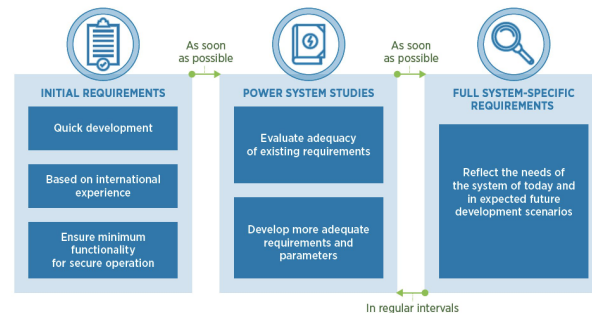 As soon
as possible
As soon
as possible
INITIAL REQUIREMENTS
Quick development
Based on international
experience
Ensure minimum
functionality
for secure operation
POWER SYSTEM STUDIES
Evaluate adequacy
of existing requirements
Develop more adequate
requirements and
parameters
FULL SYSTEM-SPECIFIC
REQUIREMENTS
Reflect the needs of
the system of today and
in expected future
development scenarios
In regular intervals